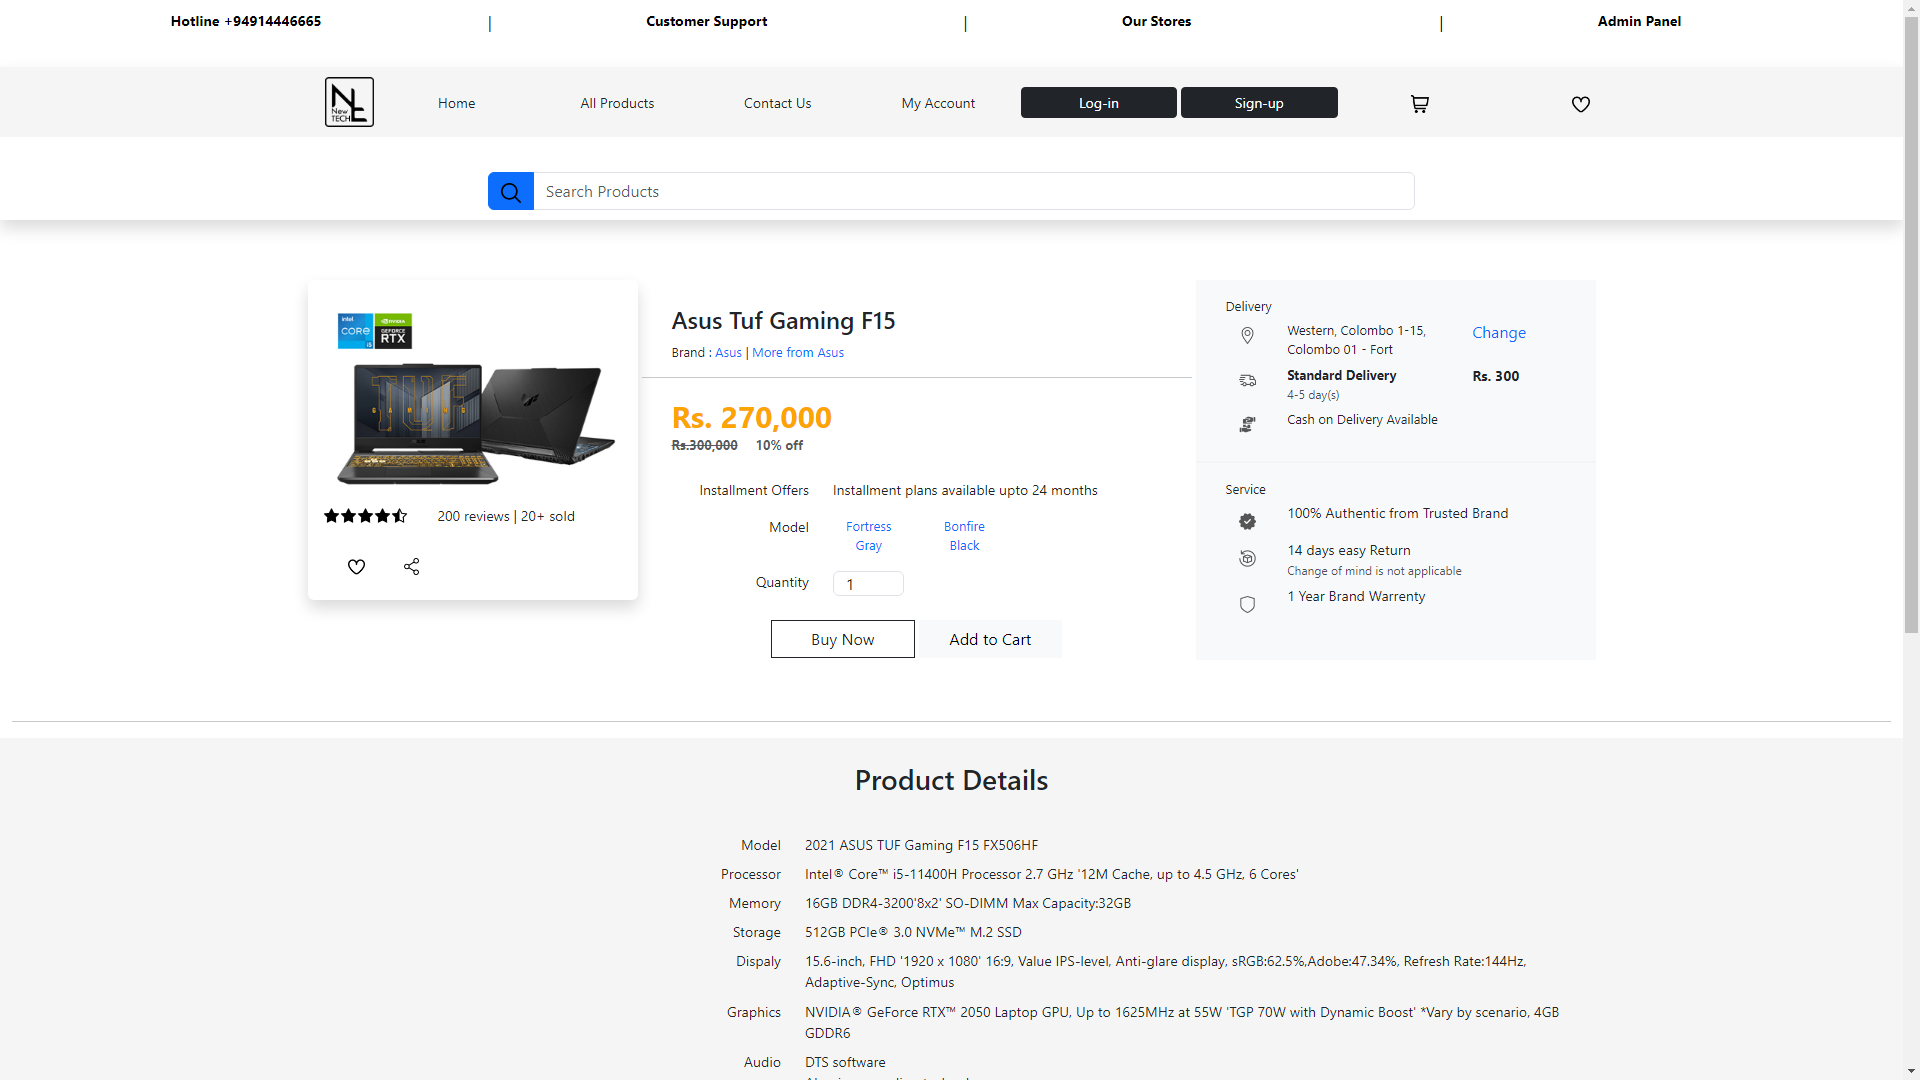 Hotline +94914446665 | Customer Support | Our Stores | Admin Panel
New
TECH
Home All Products Contact Us My Account Log-in Sign-up
Search Products
intel
CORE
i5
NVIDIA
GEFORCE
RTX
TUF
GAMING
200 reviews | 20+ sold
Asus Tuf Gaming F15
Brand : Asus | More from Asus
Rs. 270,000
Rs.300,000 10% off
Installment Offers Installment plans available upto 24 months
Model Fortress Gray Bonfire Black
Quantity 1
Buy Now Add to Cart
Delivery
Western, Colombo 1-15, Change
Colombo 01 - Fort
Standard Delivery Rs. 300
4-5 day(s)
Cash on Delivery Available
Service
100% Authentic from Trusted Brand
14 days easy Return
Change of mind is not applicable
1 Year Brand Warrenty
Product Details
Model 2021 ASUS TUF Gaming F15 FX506HF
Processor Intel® Core™ i5-11400H Processor 2.7 GHz '12M Cache, up to 4.5 GHz, 6 Cores'
Memory 16GB DDR4-3200'8x2' SO-DIMM Max Capacity:32GB
Storage 512GB PCIe® 3.0 NVMe™ M.2 SSD
Dispaly 15.6-inch, FHD '1920 x 1080' 16:9, Value IPS-level, Anti-glare display, sRGB:62.5%,Adobe:47.34%, Refresh Rate:144Hz,
Adaptive-Sync, Optimus
Graphics NVIDIA® GeForce RTX™ 2050 Laptop GPU, Up to 1625MHz at 55W 'TGP 70W with Dynamic Boost' *Vary by scenario, 4GB
GDDR6
Audio DTS software